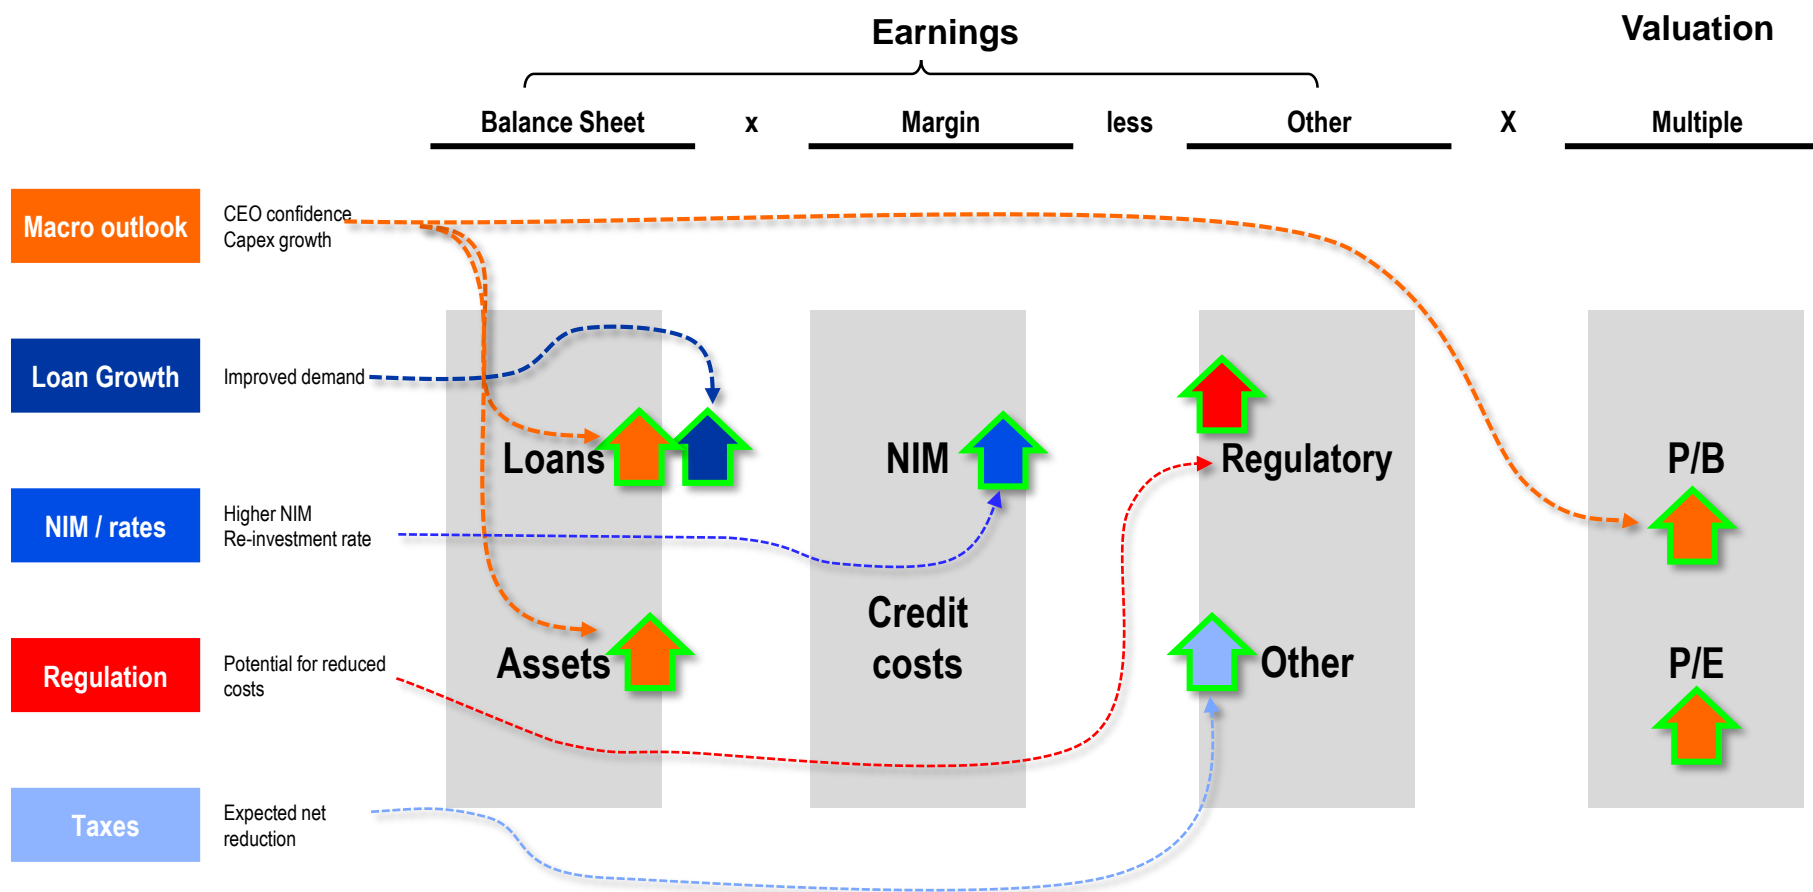 Earnings
Valuation
Balance Sheet x Margin less Other X Multiple
Macro outlook
CEO confidence
Capex growth
Loan Growth
Improved demand
Loans
NIM
Regulatory
P/B
NIM / rates
Higher NIM
Re-investment rate
Credit
costs
Assets
Other
P/E
Regulation
Potential for reduced
costs
Taxes
Expected net
reduction